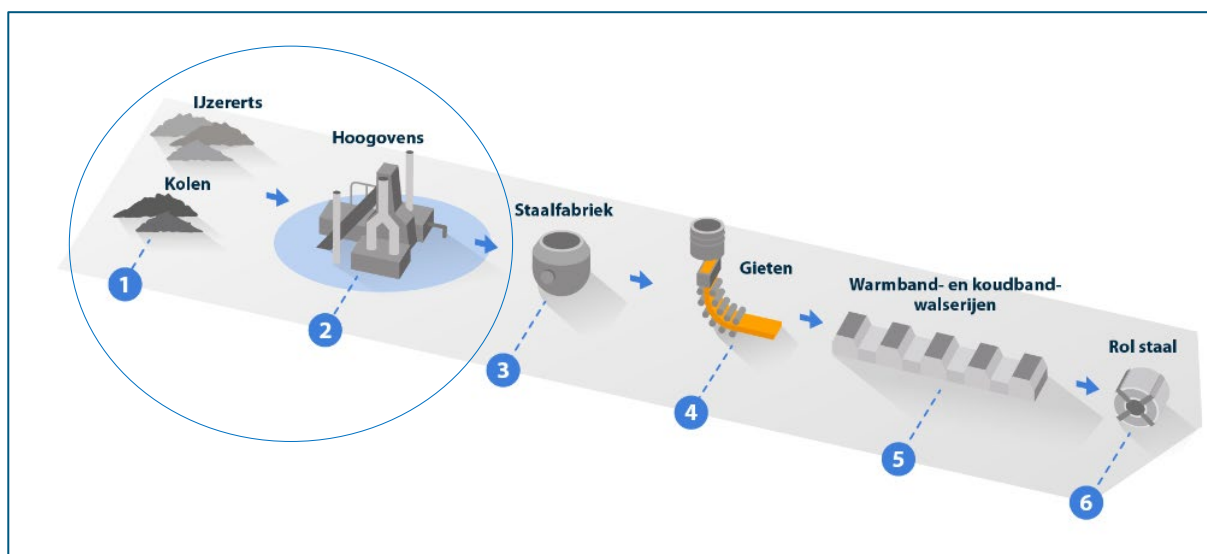 IJzererts
Kolen
1
Hoogovens
2
Staalfabriek
3
Gieten
4
Warmband- en koudband-
walserijen
5
Rol staal
6